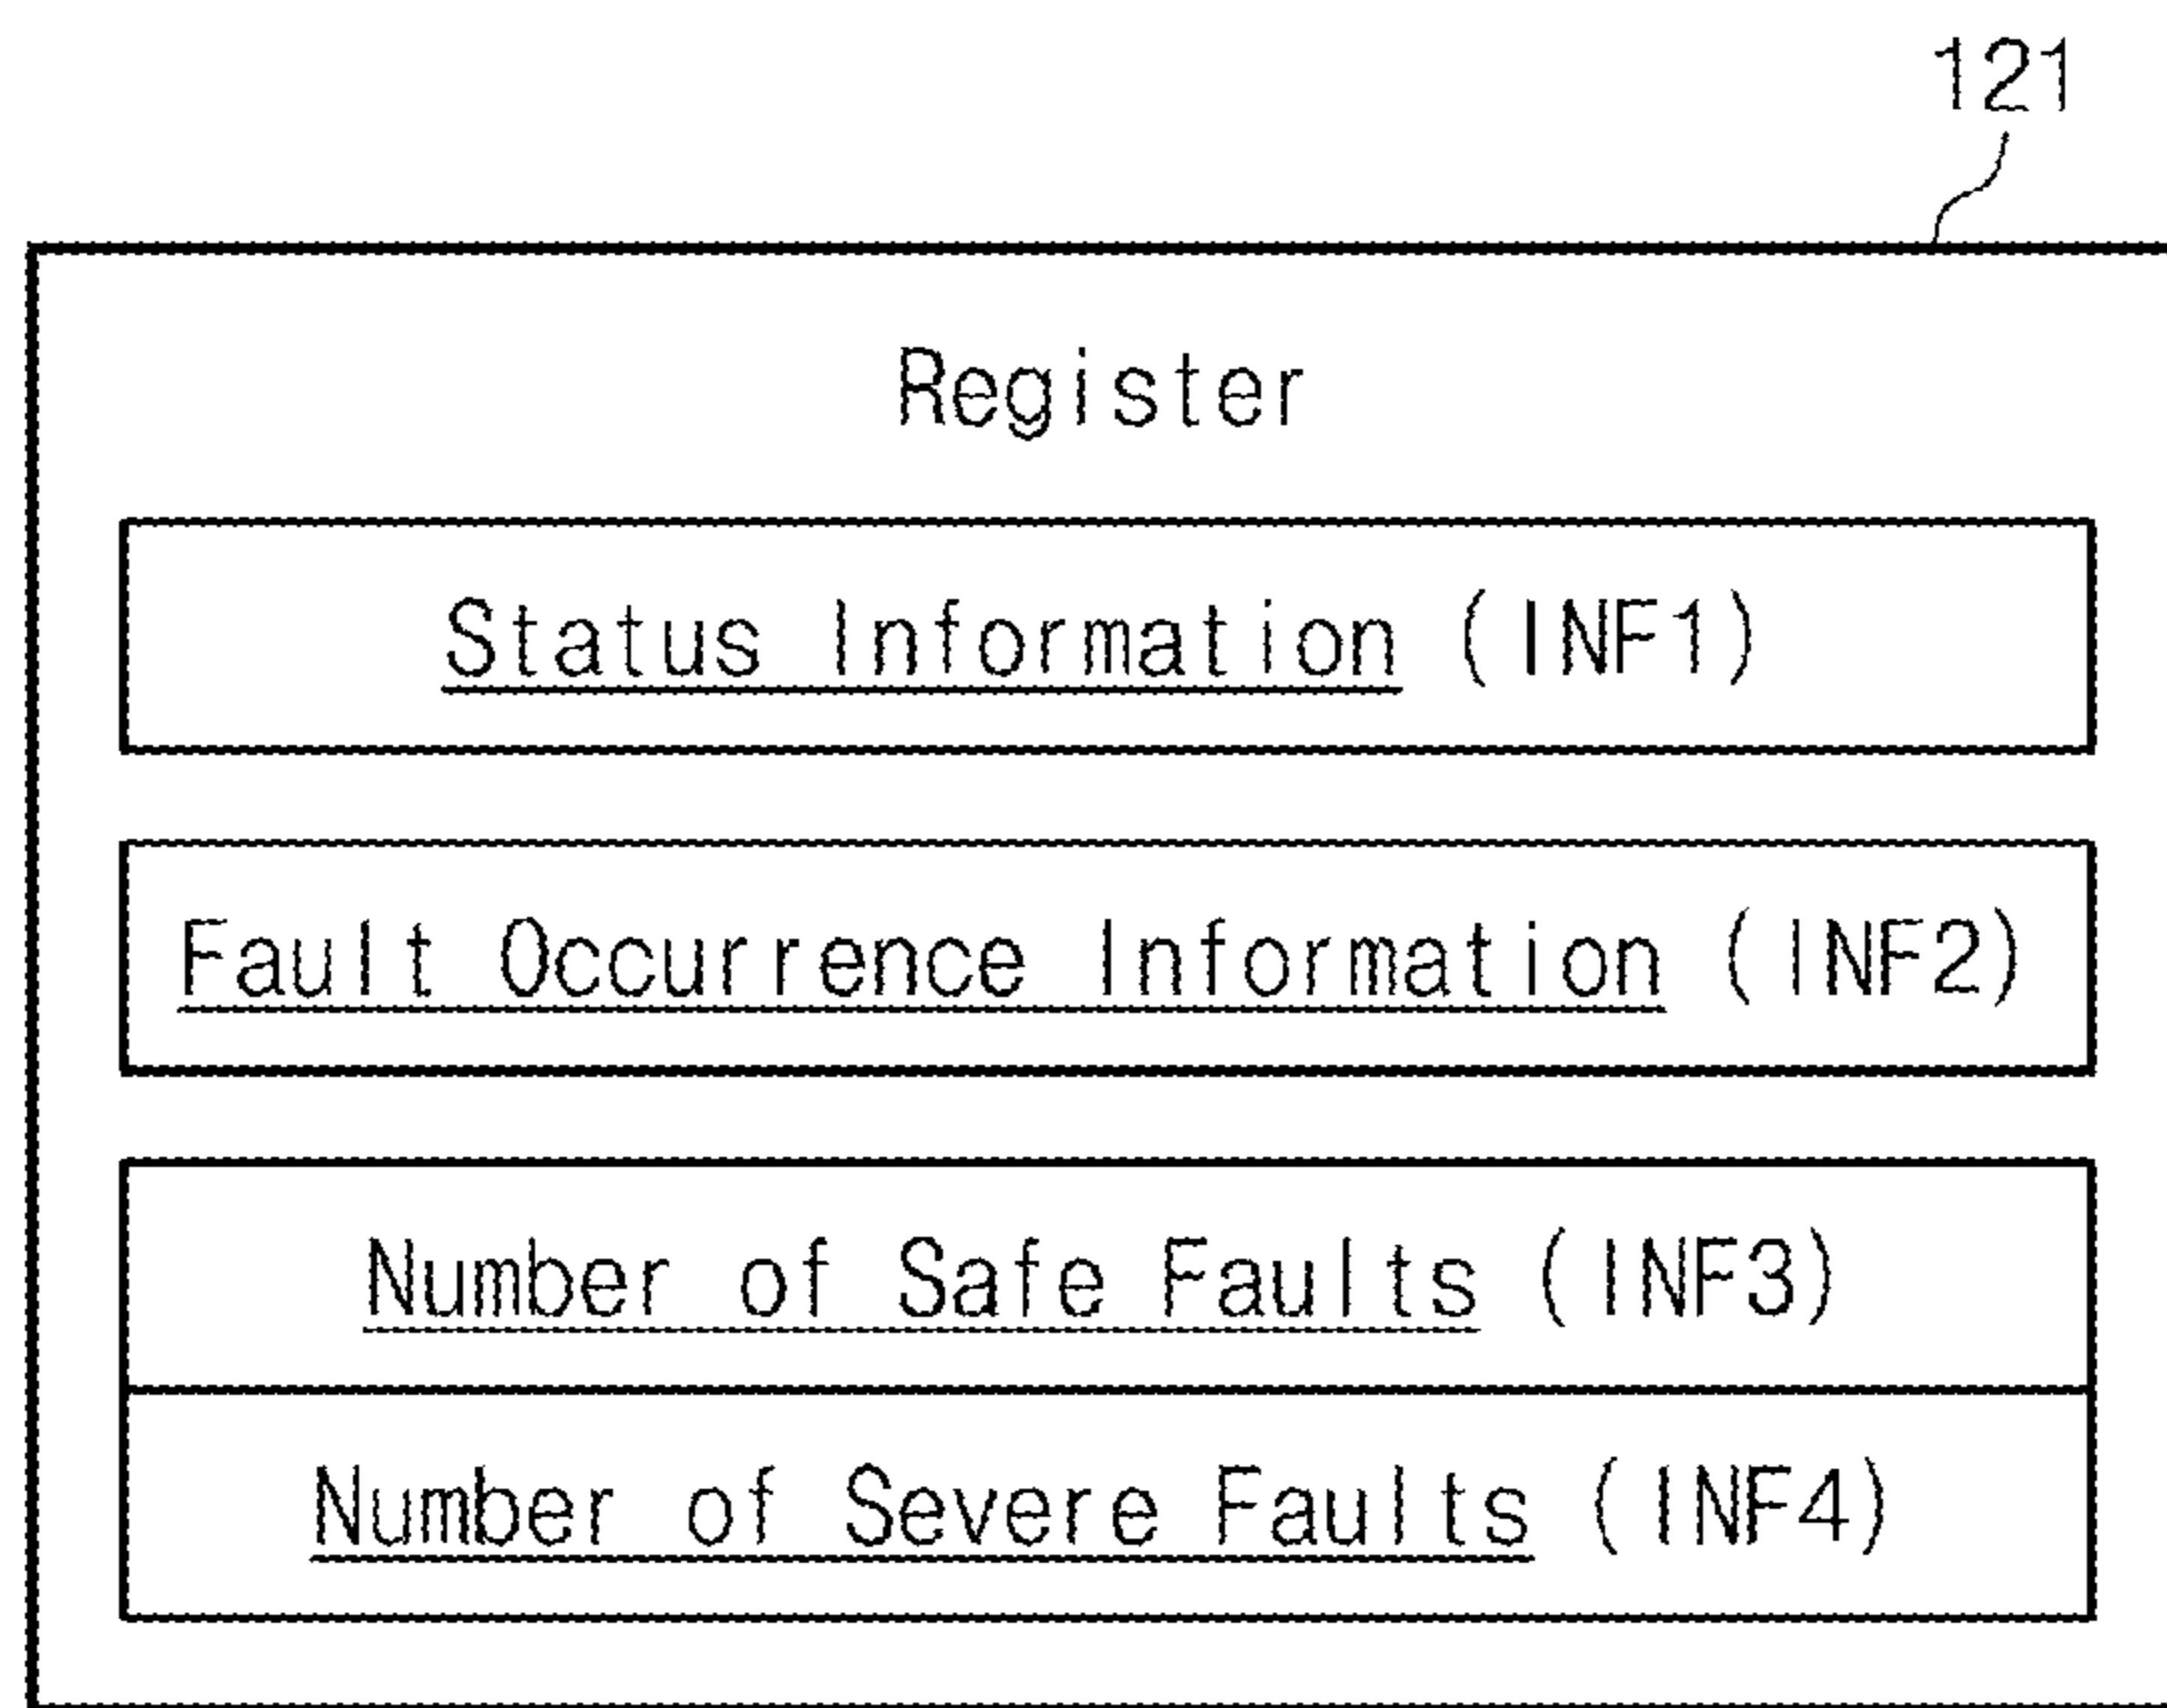 121
Register
Status Information (INF1)
Fault Occurrence Information (INF2)
Number of Safe Faults (INF3)
Number of Severe Faults (INF4)